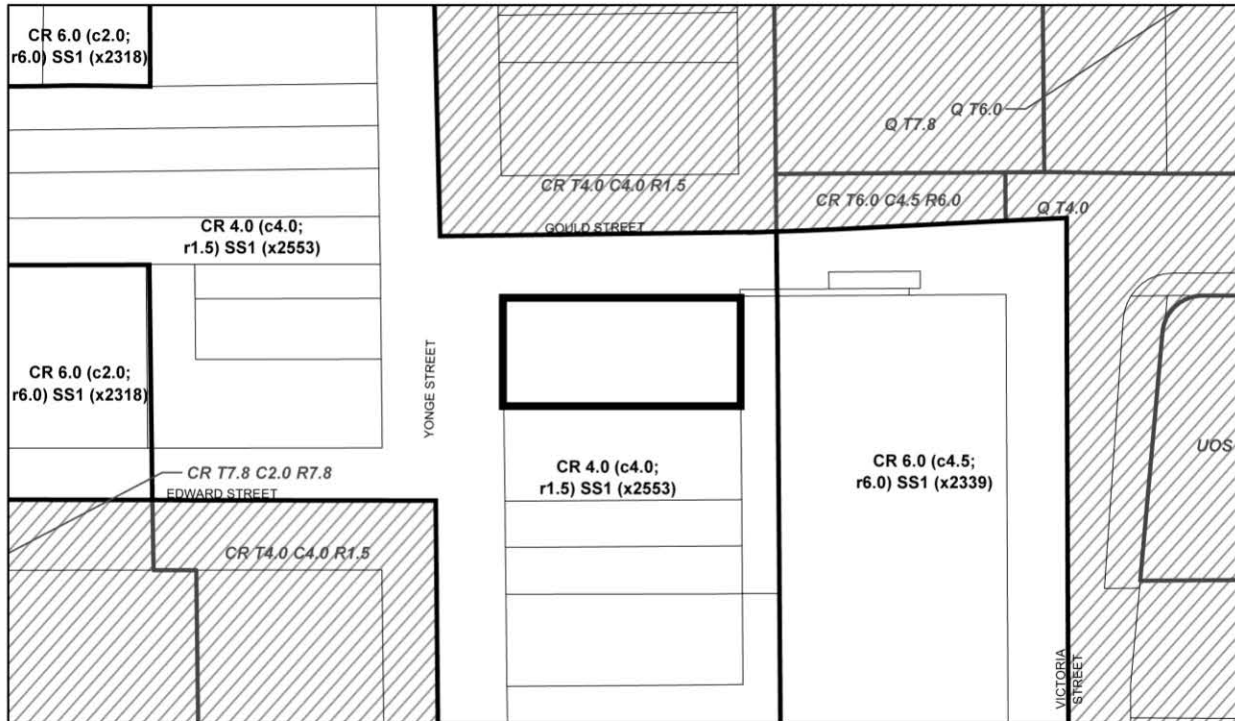 CR 6.0 (c2.0;
r6.0) SS1 (x2318)
Q T6.0
Q T7.8
CR T4.0 C4.0 R1.5
CR T6.0 C4.5 R6.0
Q T4.0
GOULD STREET
CR 4.0 (c4.0;
r1.5) SS1 (x2553)
YONGE STREET
CR 6.0 (c2.0;
r6.0) SS1 (x2318)
CR 4.0 (c4.0;
r1.5) SS1 (x2553)
CR 6.0 (c4.5;
r6.0) SS1 (x2339)
UOS
CR T7.8 C2.0 R7.8
EDWARD STREET
CR T4.0 C4.0 R1.5
VICTORIA
STREET